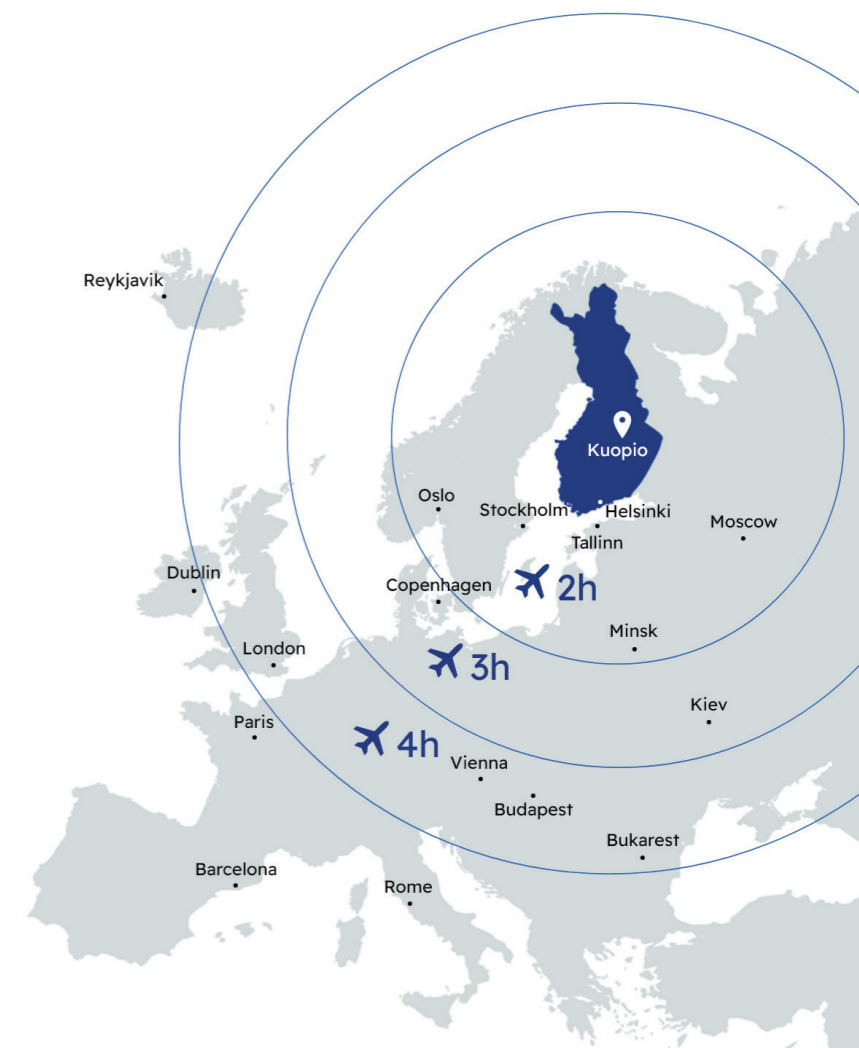 Reykjavik
Kuopio
Oslo
Stockholm
Helsinki
Moscow
Tallinn
Dublin
Copenhagen
2h
Minsk
London
3h
Kiev
Paris
4h
Vienna
Budapest
Bukarest
Barcelona
Rome